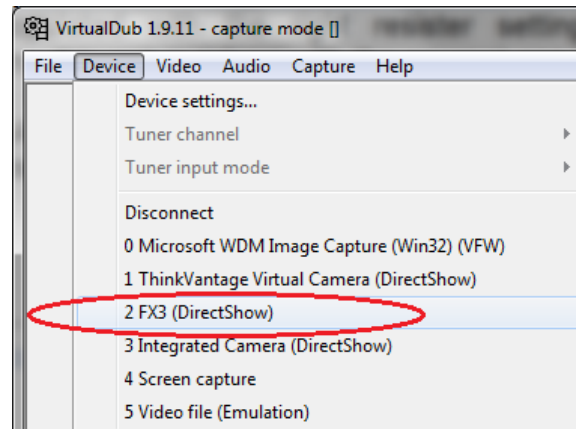 VirtualDub 1.9.11 - capture mode []
File Device Video Audio Capture Help
Device settings...
Tuner channel
Tuner input mode
Disconnect
0 Microsoft WDM Image Capture (Win32) (VFW)
1 ThinkVantage Virtual Camera (DirectShow)
2 FX3 (DirectShow)
3 Integrated Camera (DirectShow)
4 Screen capture
5 Video file (Emulation)